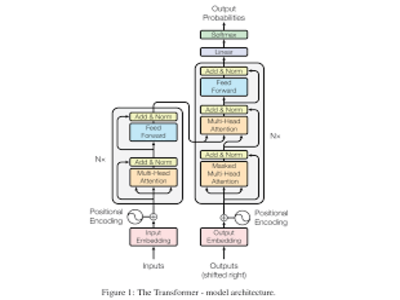 Output
Probabilities
Softmax
Linear
Add & Norm
Feed
Forward
Add & Norm
Multi-Head
Attention
Add & Norm
Masked
Multi-Head
Attention
Nx
Add & Norm
Feed
Forward
Add & Norm
Multi-Head
Attention
Nx
Positional
Encoding
Positional
Encoding
Input
Embedding
Output
Embedding
Inputs
Outputs
(shifted right)
Figure 1: The Transformer - model architecture.